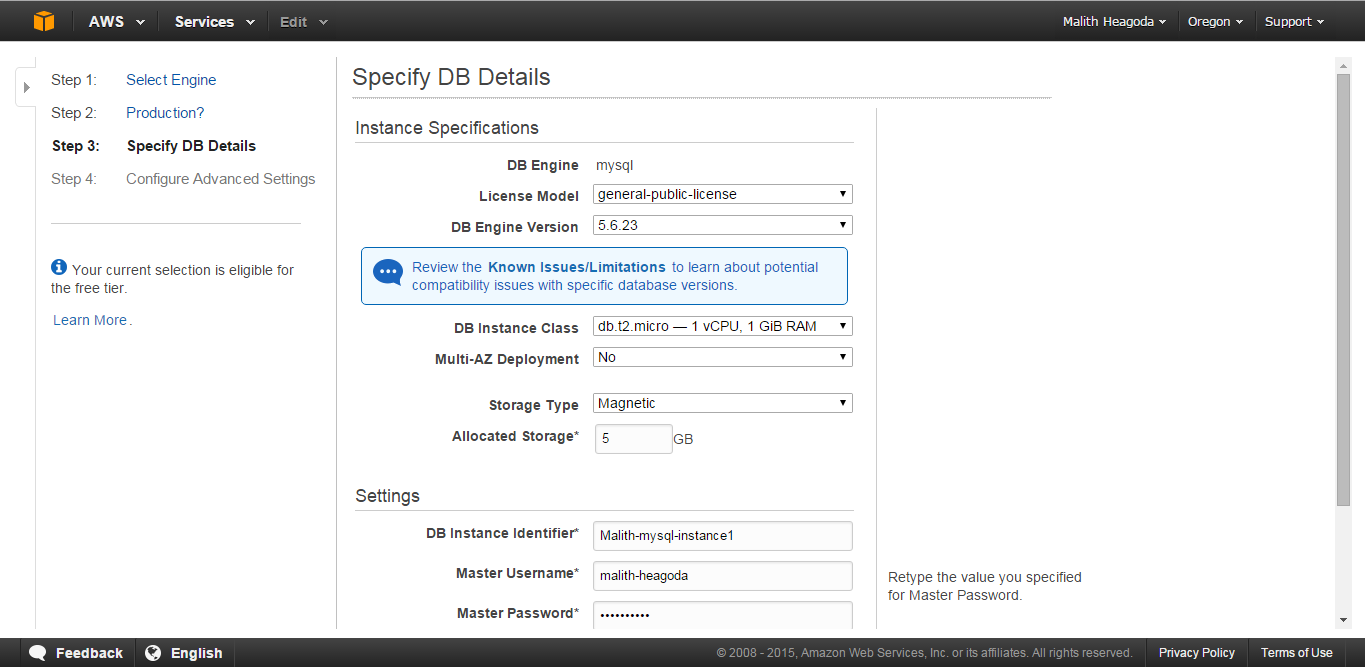 AWS Services Edit Malith Heagoda Oregon Support
Step 1: Select Engine
Step 2: Production?
Step 3: Specify DB Details
Step 4: Configure Advanced Settings
Your current selection is eligible for
the free tier.
Learn More.
Specify DB Details
Instance Specifications
DB Engine mysql
License Model general-public-license
DB Engine Version 5.6.23
Review the Known Issues/Limitations to learn about potential
compatibility issues with specific database versions.
DB Instance Class db.t2.micro — 1 vCPU, 1 GiB RAM
Multi-AZ Deployment No
Storage Type Magnetic
Allocated Storage* 5 GB
Settings
DB Instance Identifier* Malith-mysql-instance1
Master Username* malith-heagoda
Master Password* ••••••••••
Retype the value you specified
for Master Password.
Feedback English © 2008 - 2015, Amazon Web Services, Inc. or its affiliates. All rights reserved. Privacy Policy Terms of Use